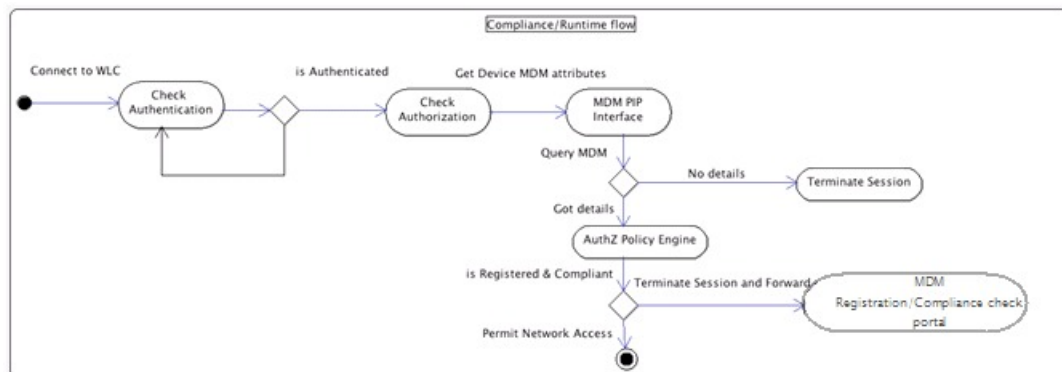 Compliance/Runtime flow
Connect to WLC
is Authenticated
Get Device MDM attributes
Check
Authentication
Check
Authorization
MDM PIP
Interface
Query MDM
No details
Terminate Session
Got details
AuthZ Policy Engine
is Registered & Compliant
Terminate Session and Forward
MDM
Registration/Compliance check
portal
Permit Network Access